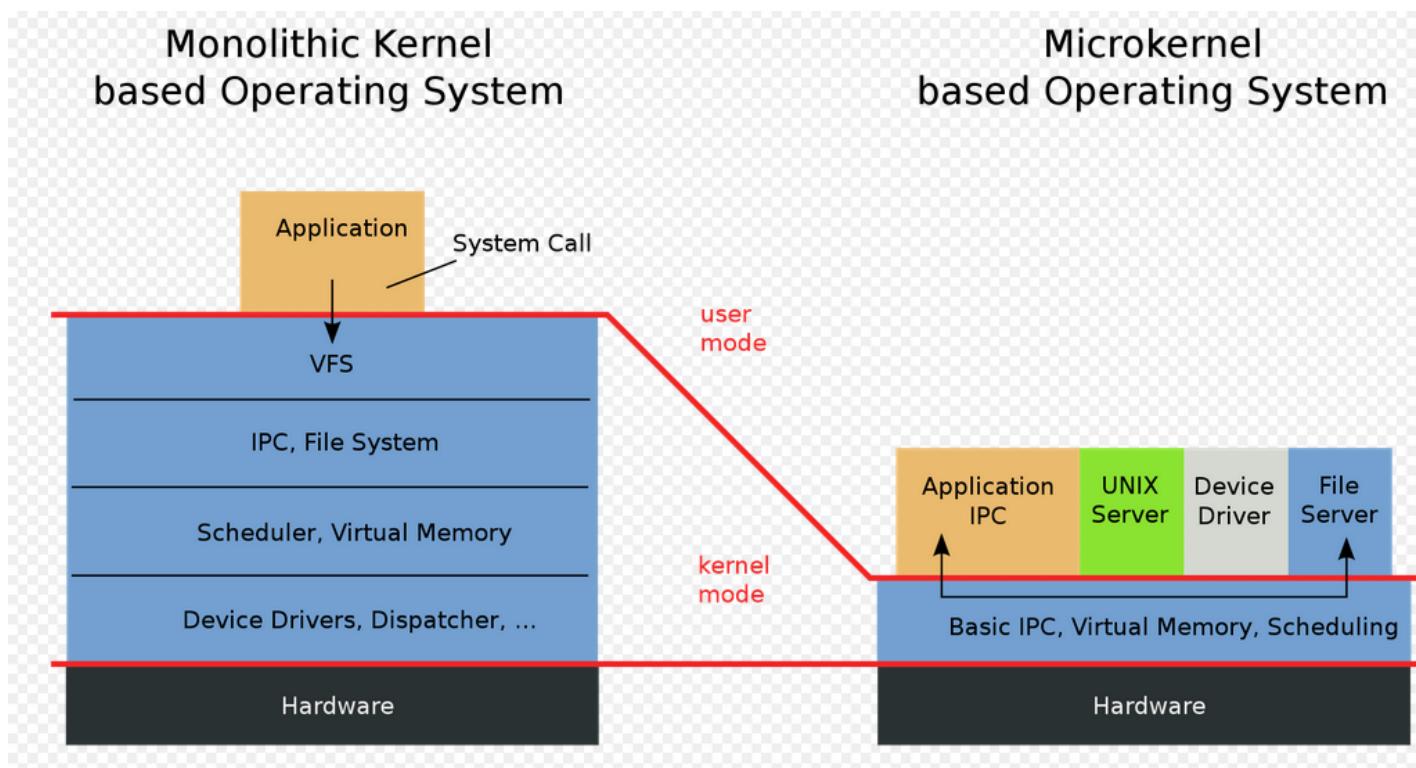 Monolithic Kernel
based Operating System
Microkernel
based Operating System
Application
System Call
user
mode
VFS
IPC, File System
Scheduler, Virtual Memory
kernel
mode
Device Drivers, Dispatcher, ...
Hardware
Application
IPC
UNIX
Server
Device
Driver
File
Server
Basic IPC, Virtual Memory, Scheduling
Hardware